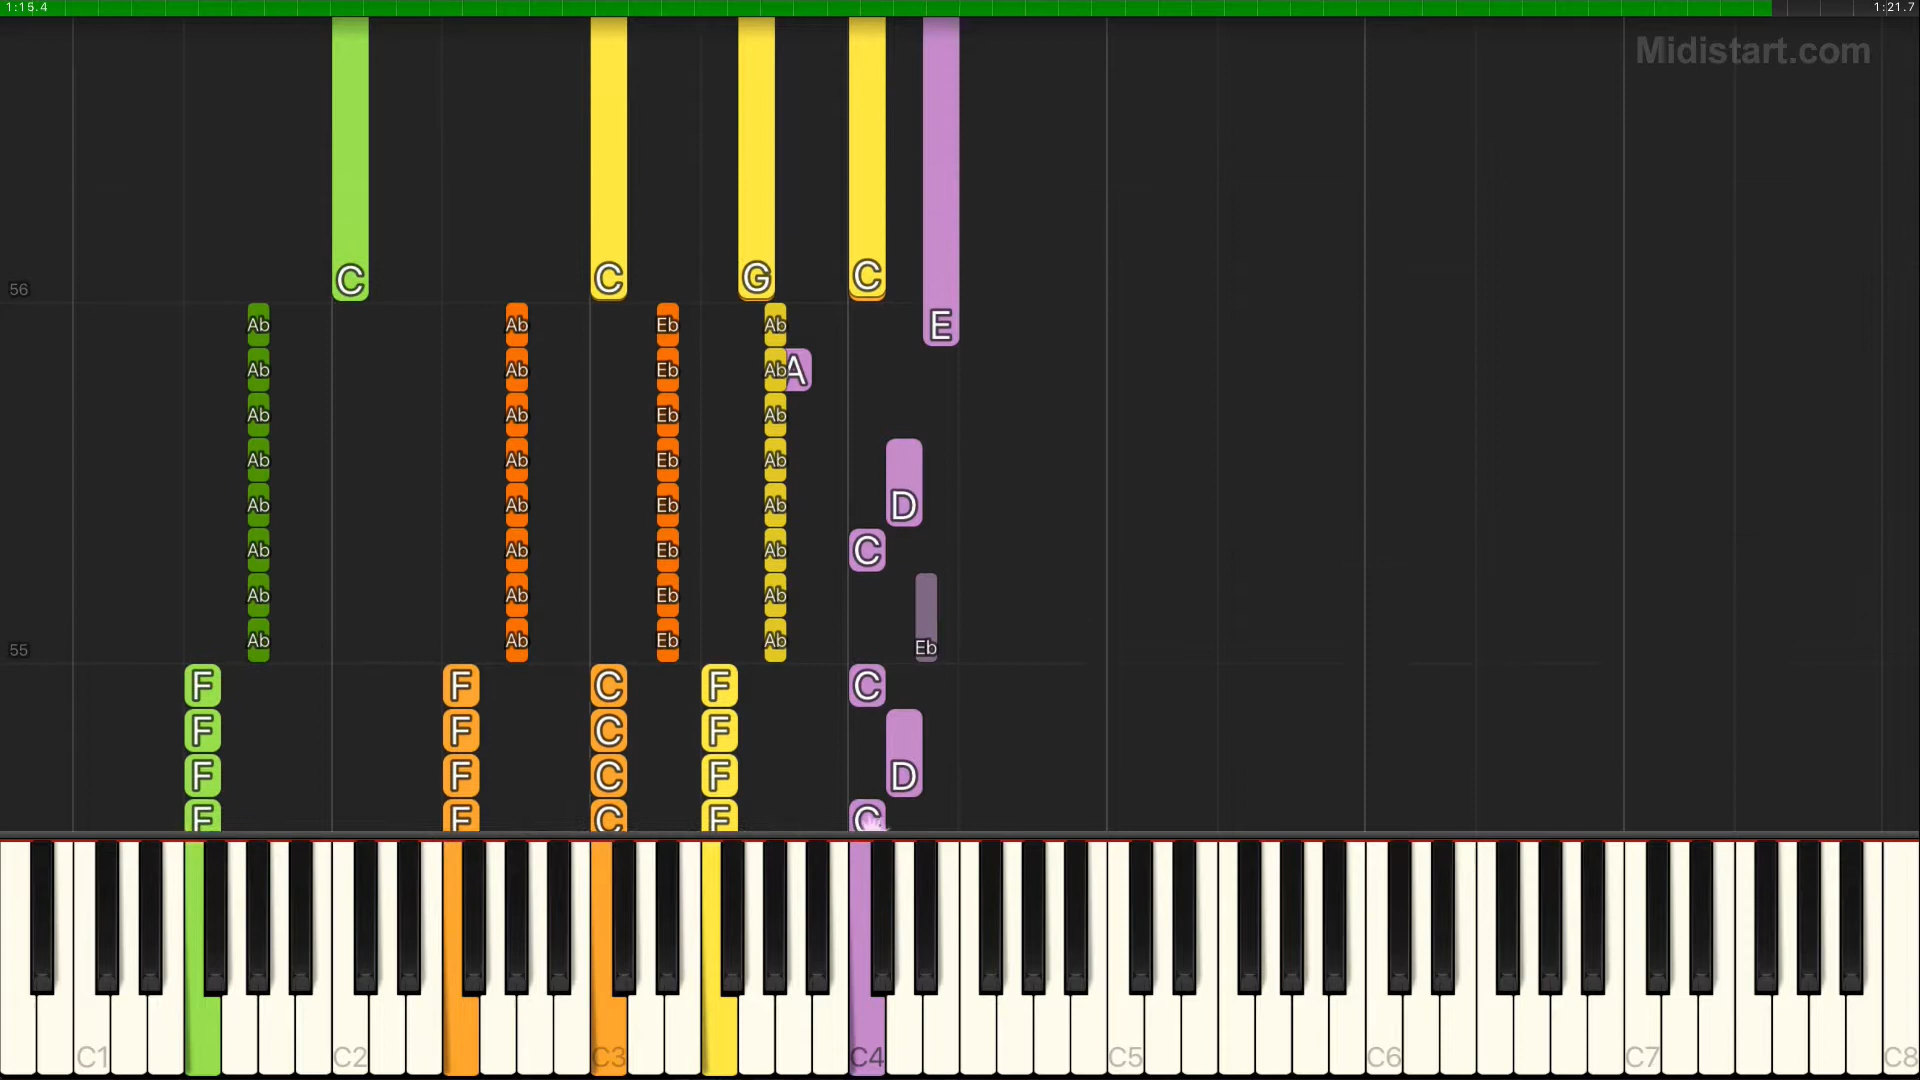 1:15.4 1:21.7
Midistart.com
C C G C
56
E
Ab Ab Eb Ab
Ab Ab Eb Ab A
Ab Ab Eb Ab
Ab Ab Eb Ab
Ab Ab Eb Ab D
Ab Ab Eb Ab C
Ab Ab Eb Ab
Ab Ab Eb Ab Eb
55
F F C F C
F F C F
F F C F D
F F C F C
C1 C2 C3 C4 C5 C6 C7 C8